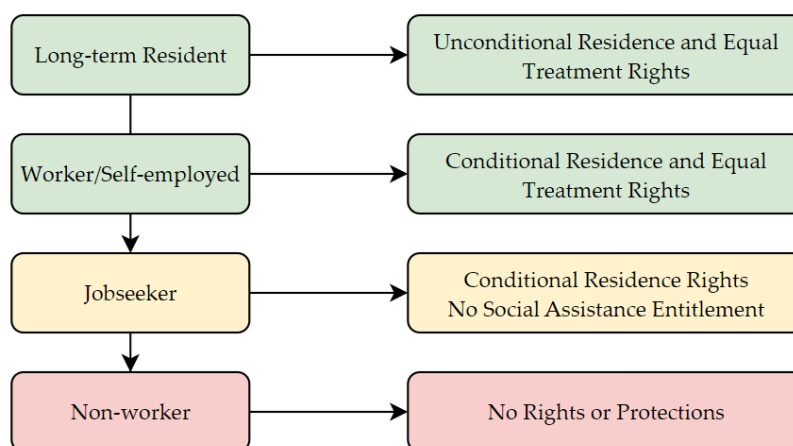 Long-term Resident
Unconditional Residence and Equal
Treatment Rights
Worker/Self-employed
Conditional Residence and Equal
Treatment Rights
Jobseeker
Conditional Residence Rights
No Social Assistance Entitlement
Non-worker
No Rights or Protections